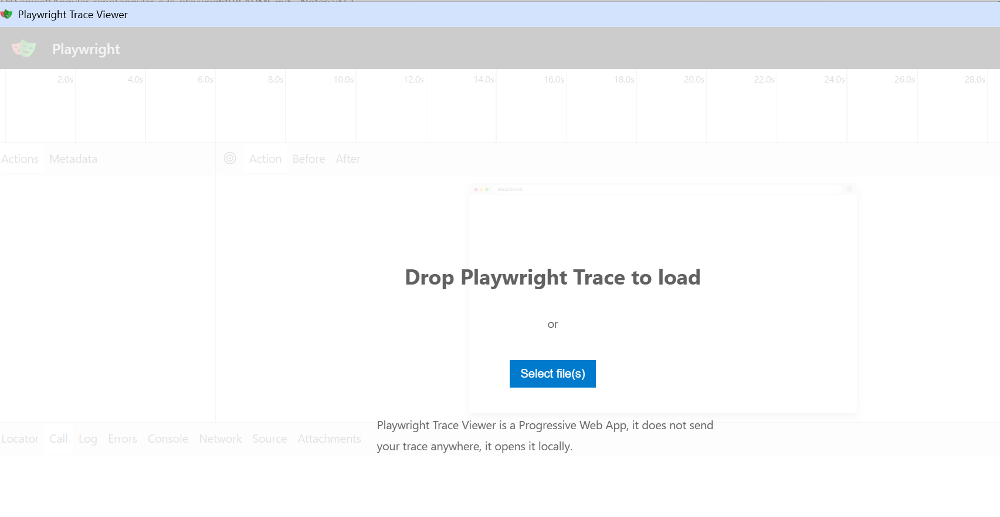 Playwright Trace Viewer
Playwright
2.0s 4.0s 6.0s 8.0s 10.0s 12.0s 14.0s 16.0s 18.0s 20.0s 22.0s 24.0s 26.0s 28.0s
Actions Metadata Action Before After
about:blank
Drop Playwright Trace to load
or
Select file(s)
Playwright Trace Viewer is a Progressive Web App, it does not send
your trace anywhere, it opens it locally.
Locator Call Log Errors Console Network Source Attachments